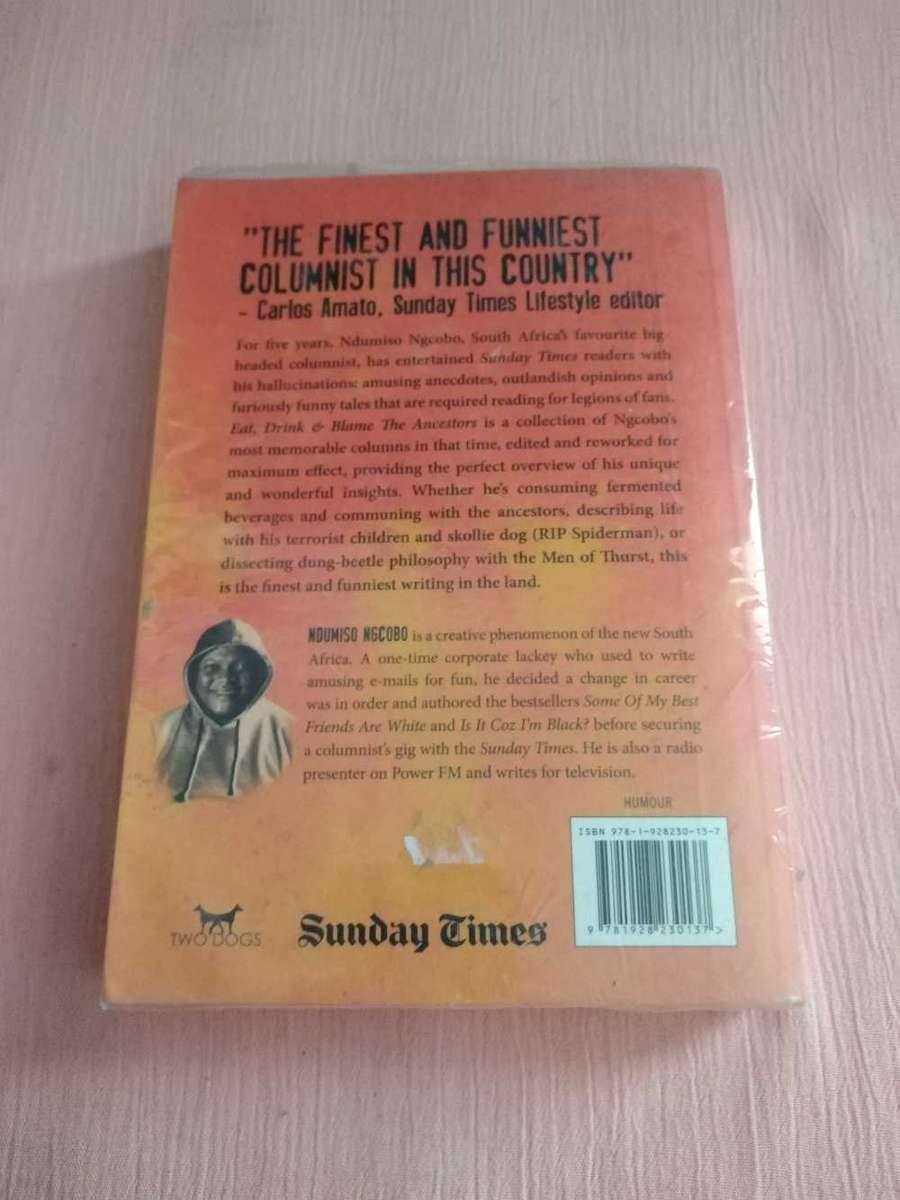 "THE FINEST AND FUNNIEST
COLUMNIST IN THIS COUNTRY"
– Carlos Amato, Sunday Times Lifestyle editor
For five years, Ndumiso Ngcobo, South Africa's favourite big-
headed columnist, has entertained Sunday Times readers with
his hallucinations: amusing anecdotes, outlandish opinions and
furiously funny tales that are required reading for legions of fans.
Eat, Drink & Blame The Ancestors is a collection of Ngcobo's
most memorable columns in that time, edited and reworked for
maximum effect, providing the perfect overview of his unique
and wonderful insights. Whether he's consuming fermented
beverages and communing with the ancestors, describing life
with his terrorist children and skollie dog (RIP Spiderman), or
dissecting dung-beetle philosophy with the Men of Thurst, this
is the finest and funniest writing in the land.
NDUMISO NGCOBO is a creative phenomenon of the new South
Africa. A one-time corporate lackey who used to write
amusing e-mails for fun, he decided a change in career
was in order and authored the bestsellers Some Of My Best
Friends Are White and Is It Coz I'm Black? before securing
a columnist's gig with the Sunday Times. He is also a radio
presenter on Power FM and writes for television.
HUMOUR
ISBN 978-1-928230-13-7
9 781928 230137 >
TWO DOGS
Sunday Times